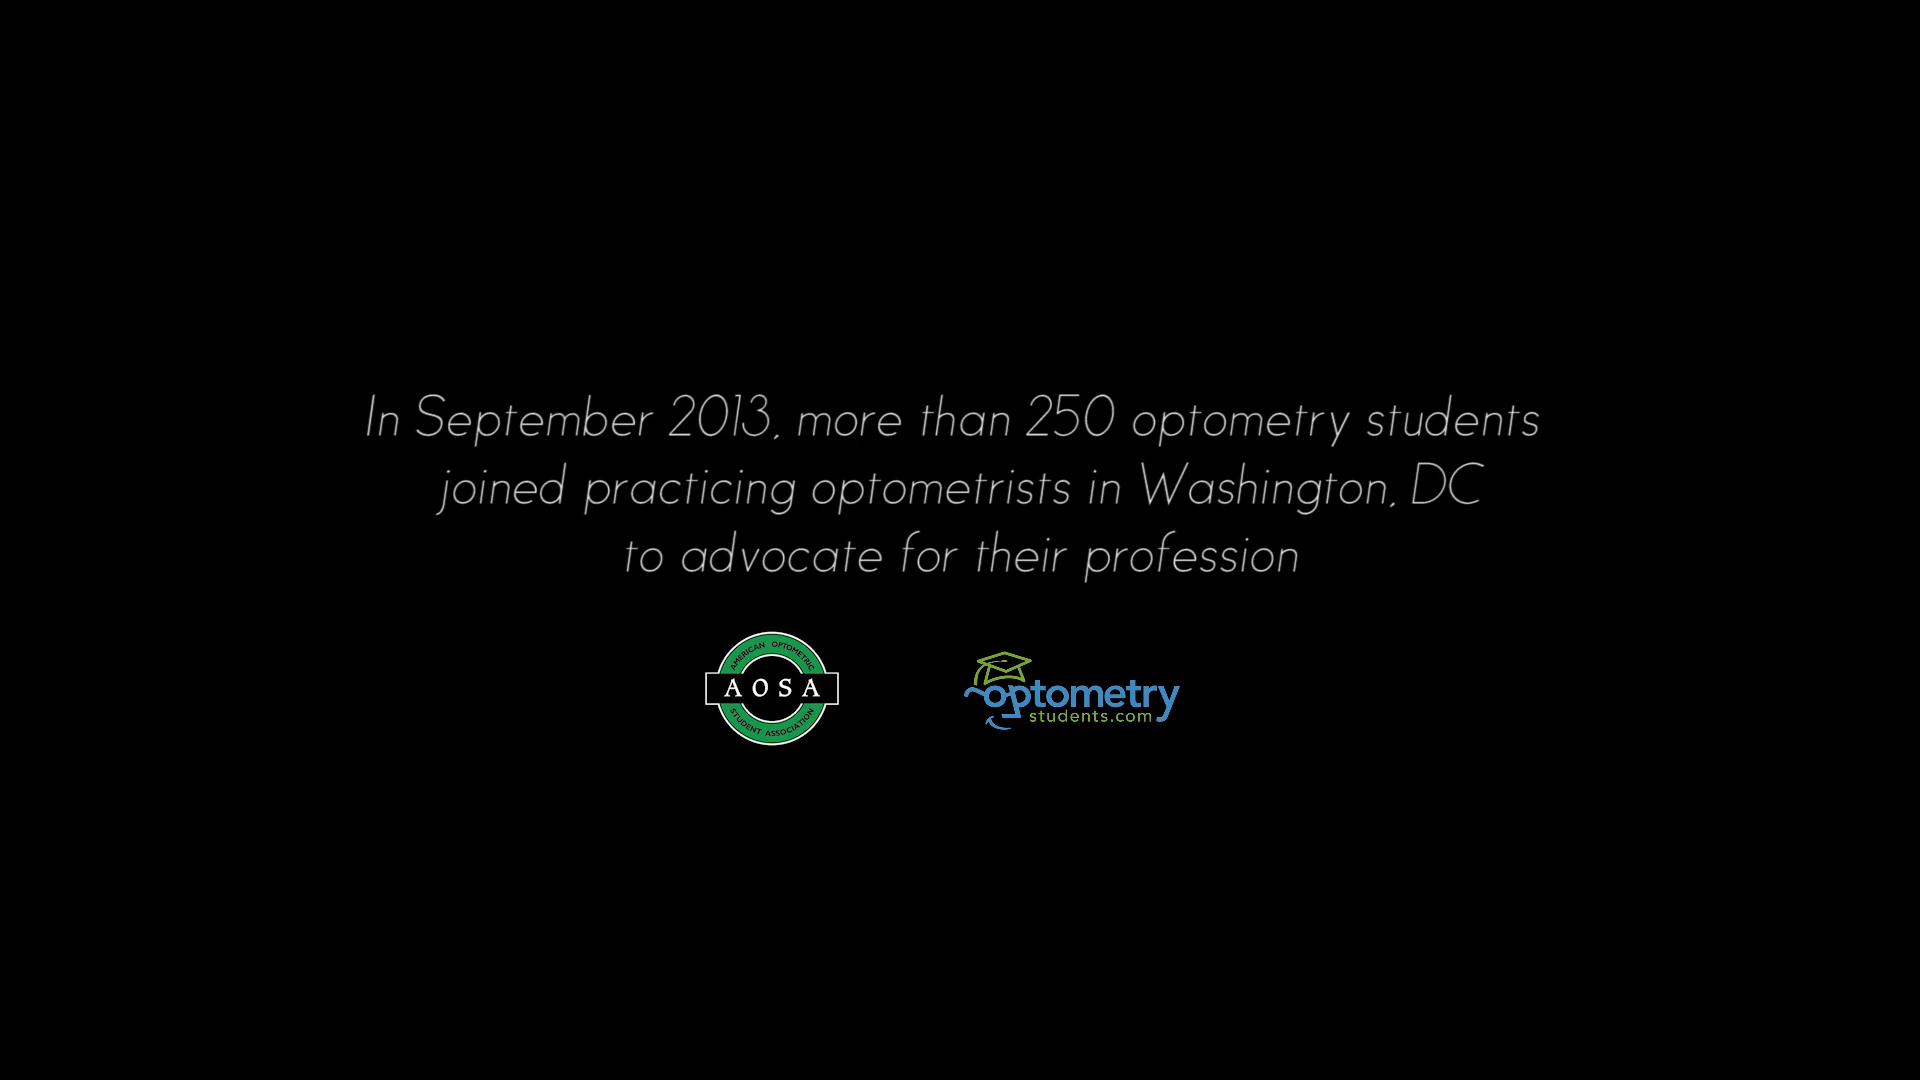 In September 2013, more than 250 optometry students
joined practicing optometrists in Washington, DC
to advocate for their profession
AMERICAN OPTOMETRIC
AOSA
STUDENT ASSOCIATION
optometry
students.com